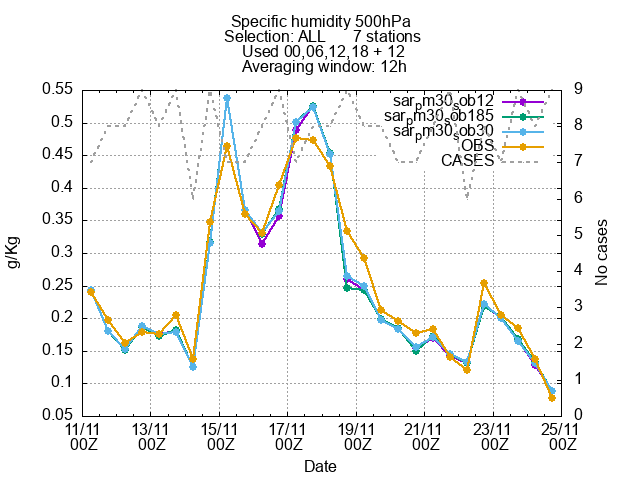 Specific humidity 500hPa
Selection: ALL 7 stations
Used 00,06,12,18 + 12
Averaging window: 12h
sarpm30sob12
sarpm30sob185
sarpm30sob30
OBS
CASES
0.55
0.5
0.45
0.4
0.35
0.3
0.25
0.2
0.15
0.1
0.05
g/Kg
9
8
7
6
5
4
3
2
1
0
No cases
11/11 13/11 15/11 17/11 19/11 21/11 23/11 25/11
00Z 00Z 00Z 00Z 00Z 00Z 00Z 00Z
Date